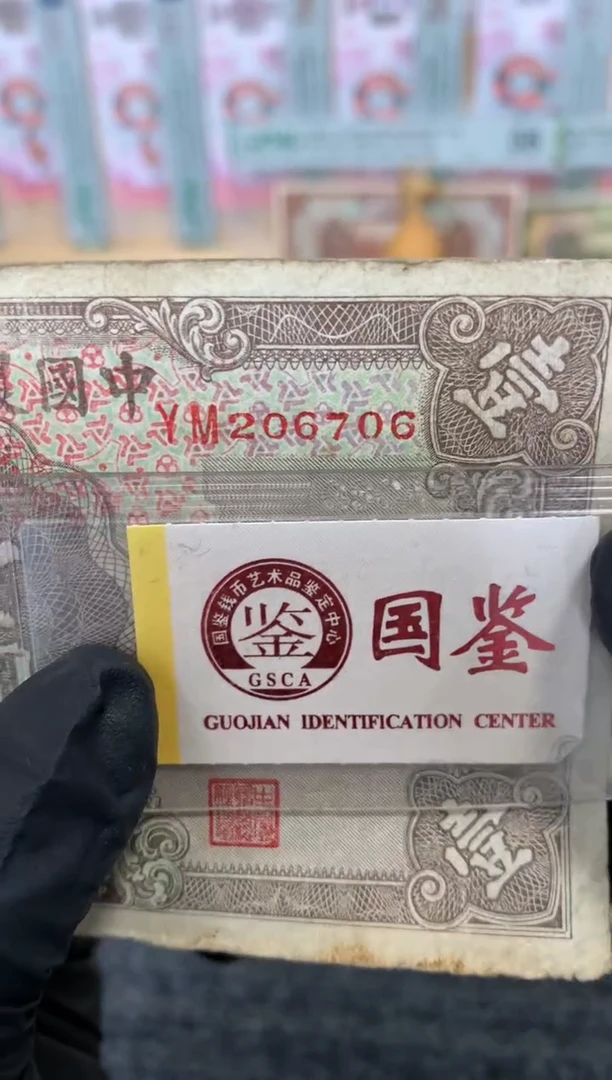 中國
YM206706
国鉴钱币艺术品鉴定中心
鉴
GSCA
国鉴
GUOJIAN IDENTIFICATION CENTER